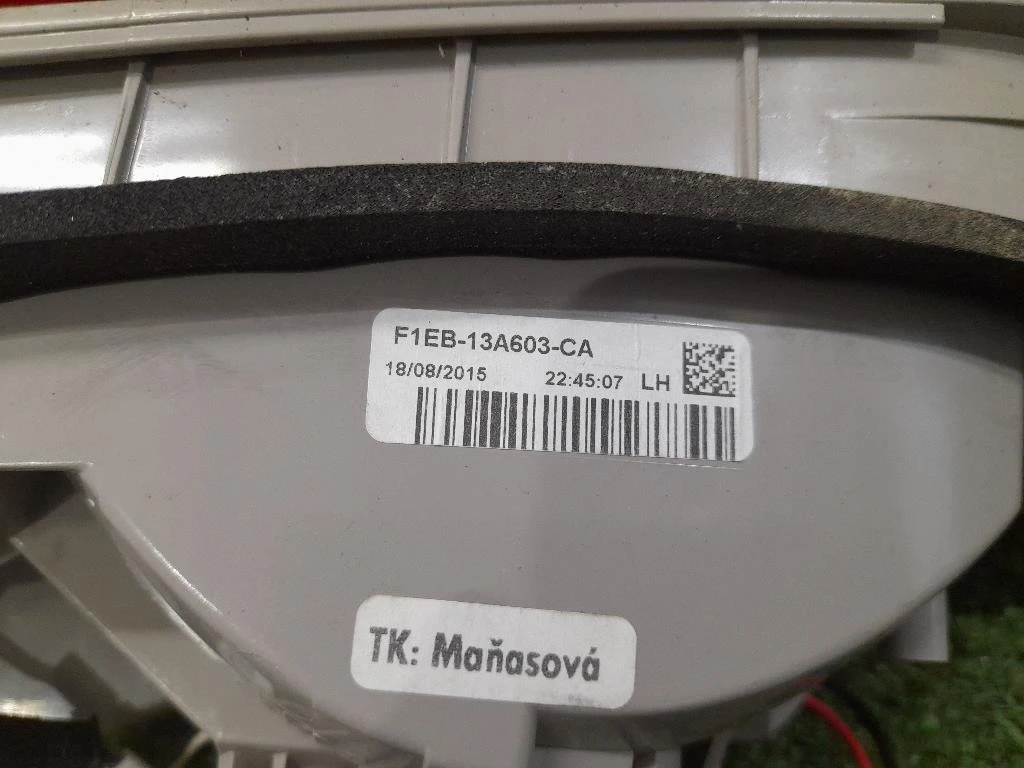 F1EB-13A603-CA
18/08/2015 22:45:07 LH
TK: Maňasová